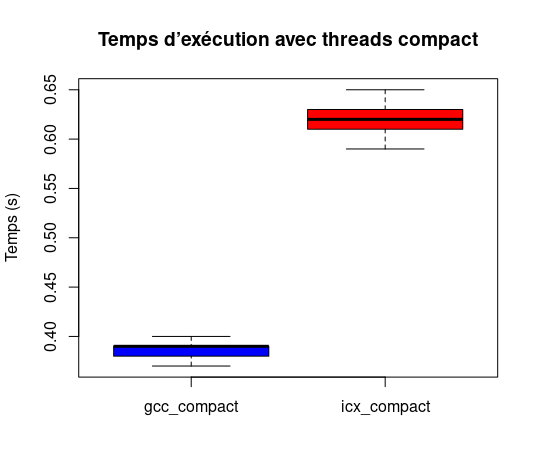 Temps d’exécution avec threads compact
Temps (s)
0.65
0.60
0.55
0.50
0.45
0.40
gcc_compact
icx_compact